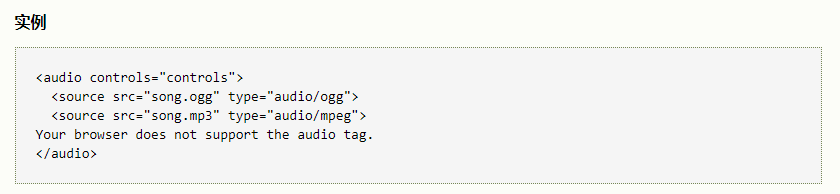 实例
<audio controls="controls">
  <source src="song.ogg" type="audio/ogg">
  <source src="song.mp3" type="audio/mpeg">
Your browser does not support the audio tag.
</audio>